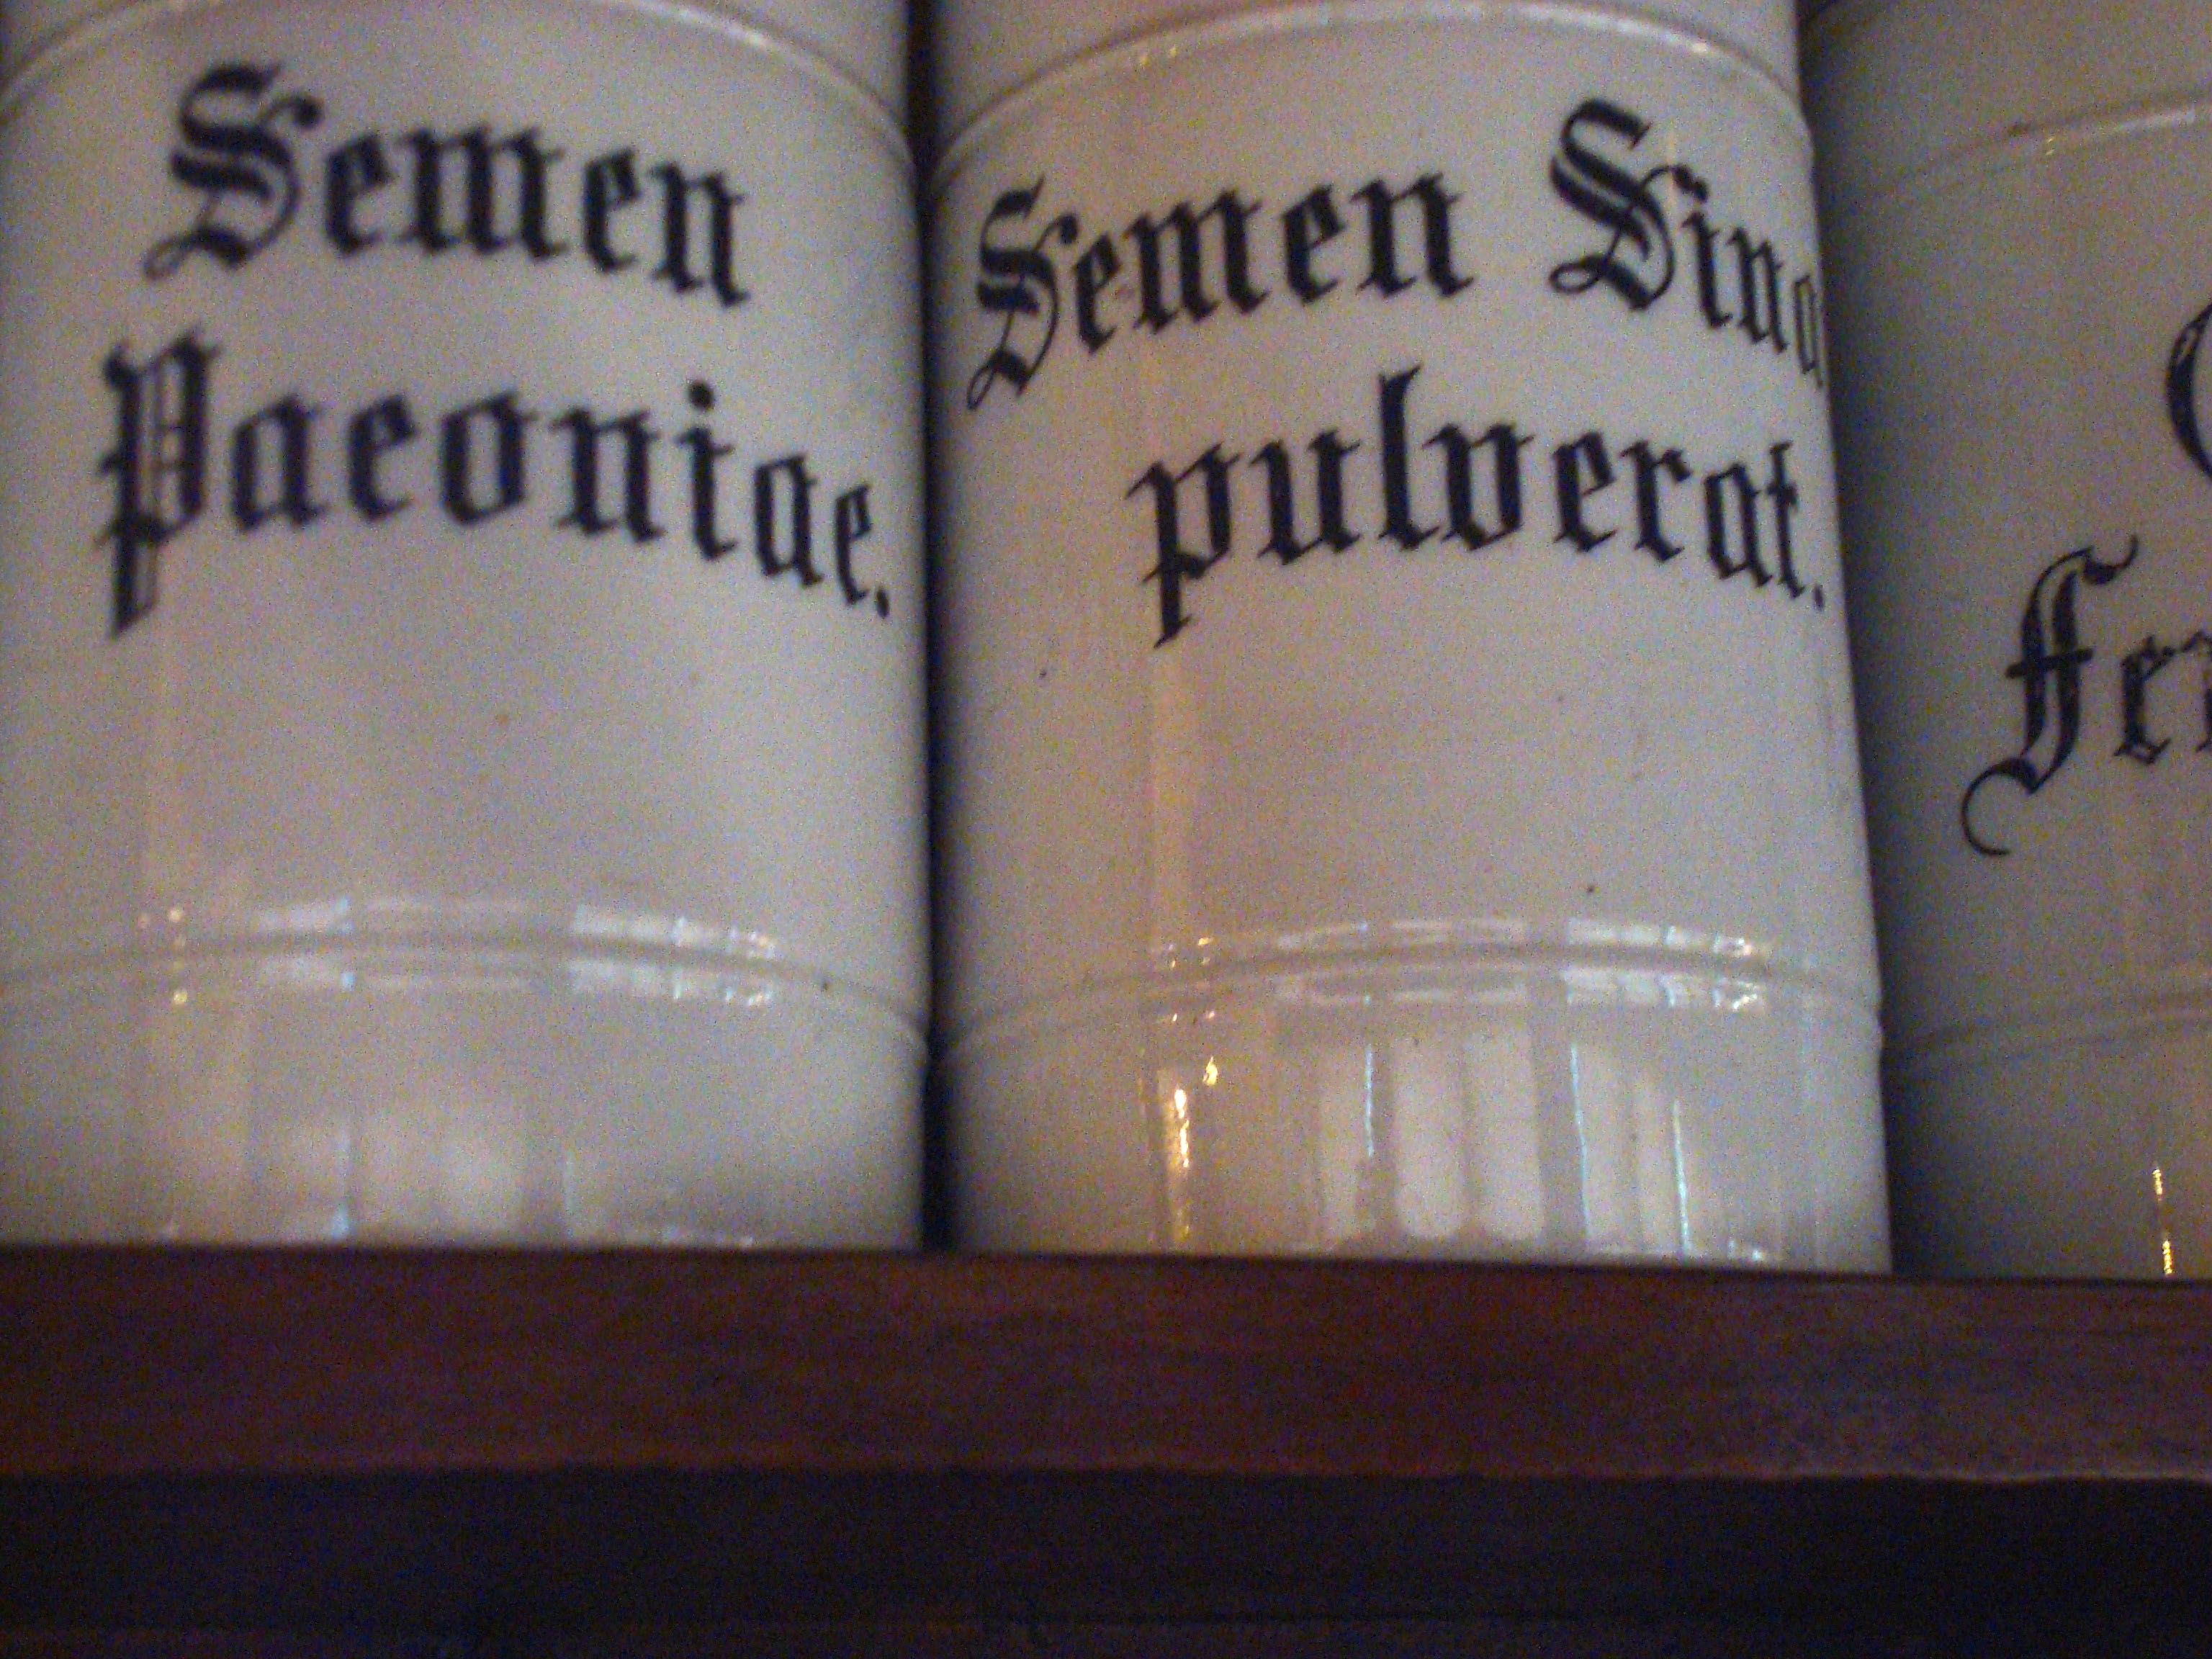 Semen
Paeoniae.
Semen Sina
pulverat.